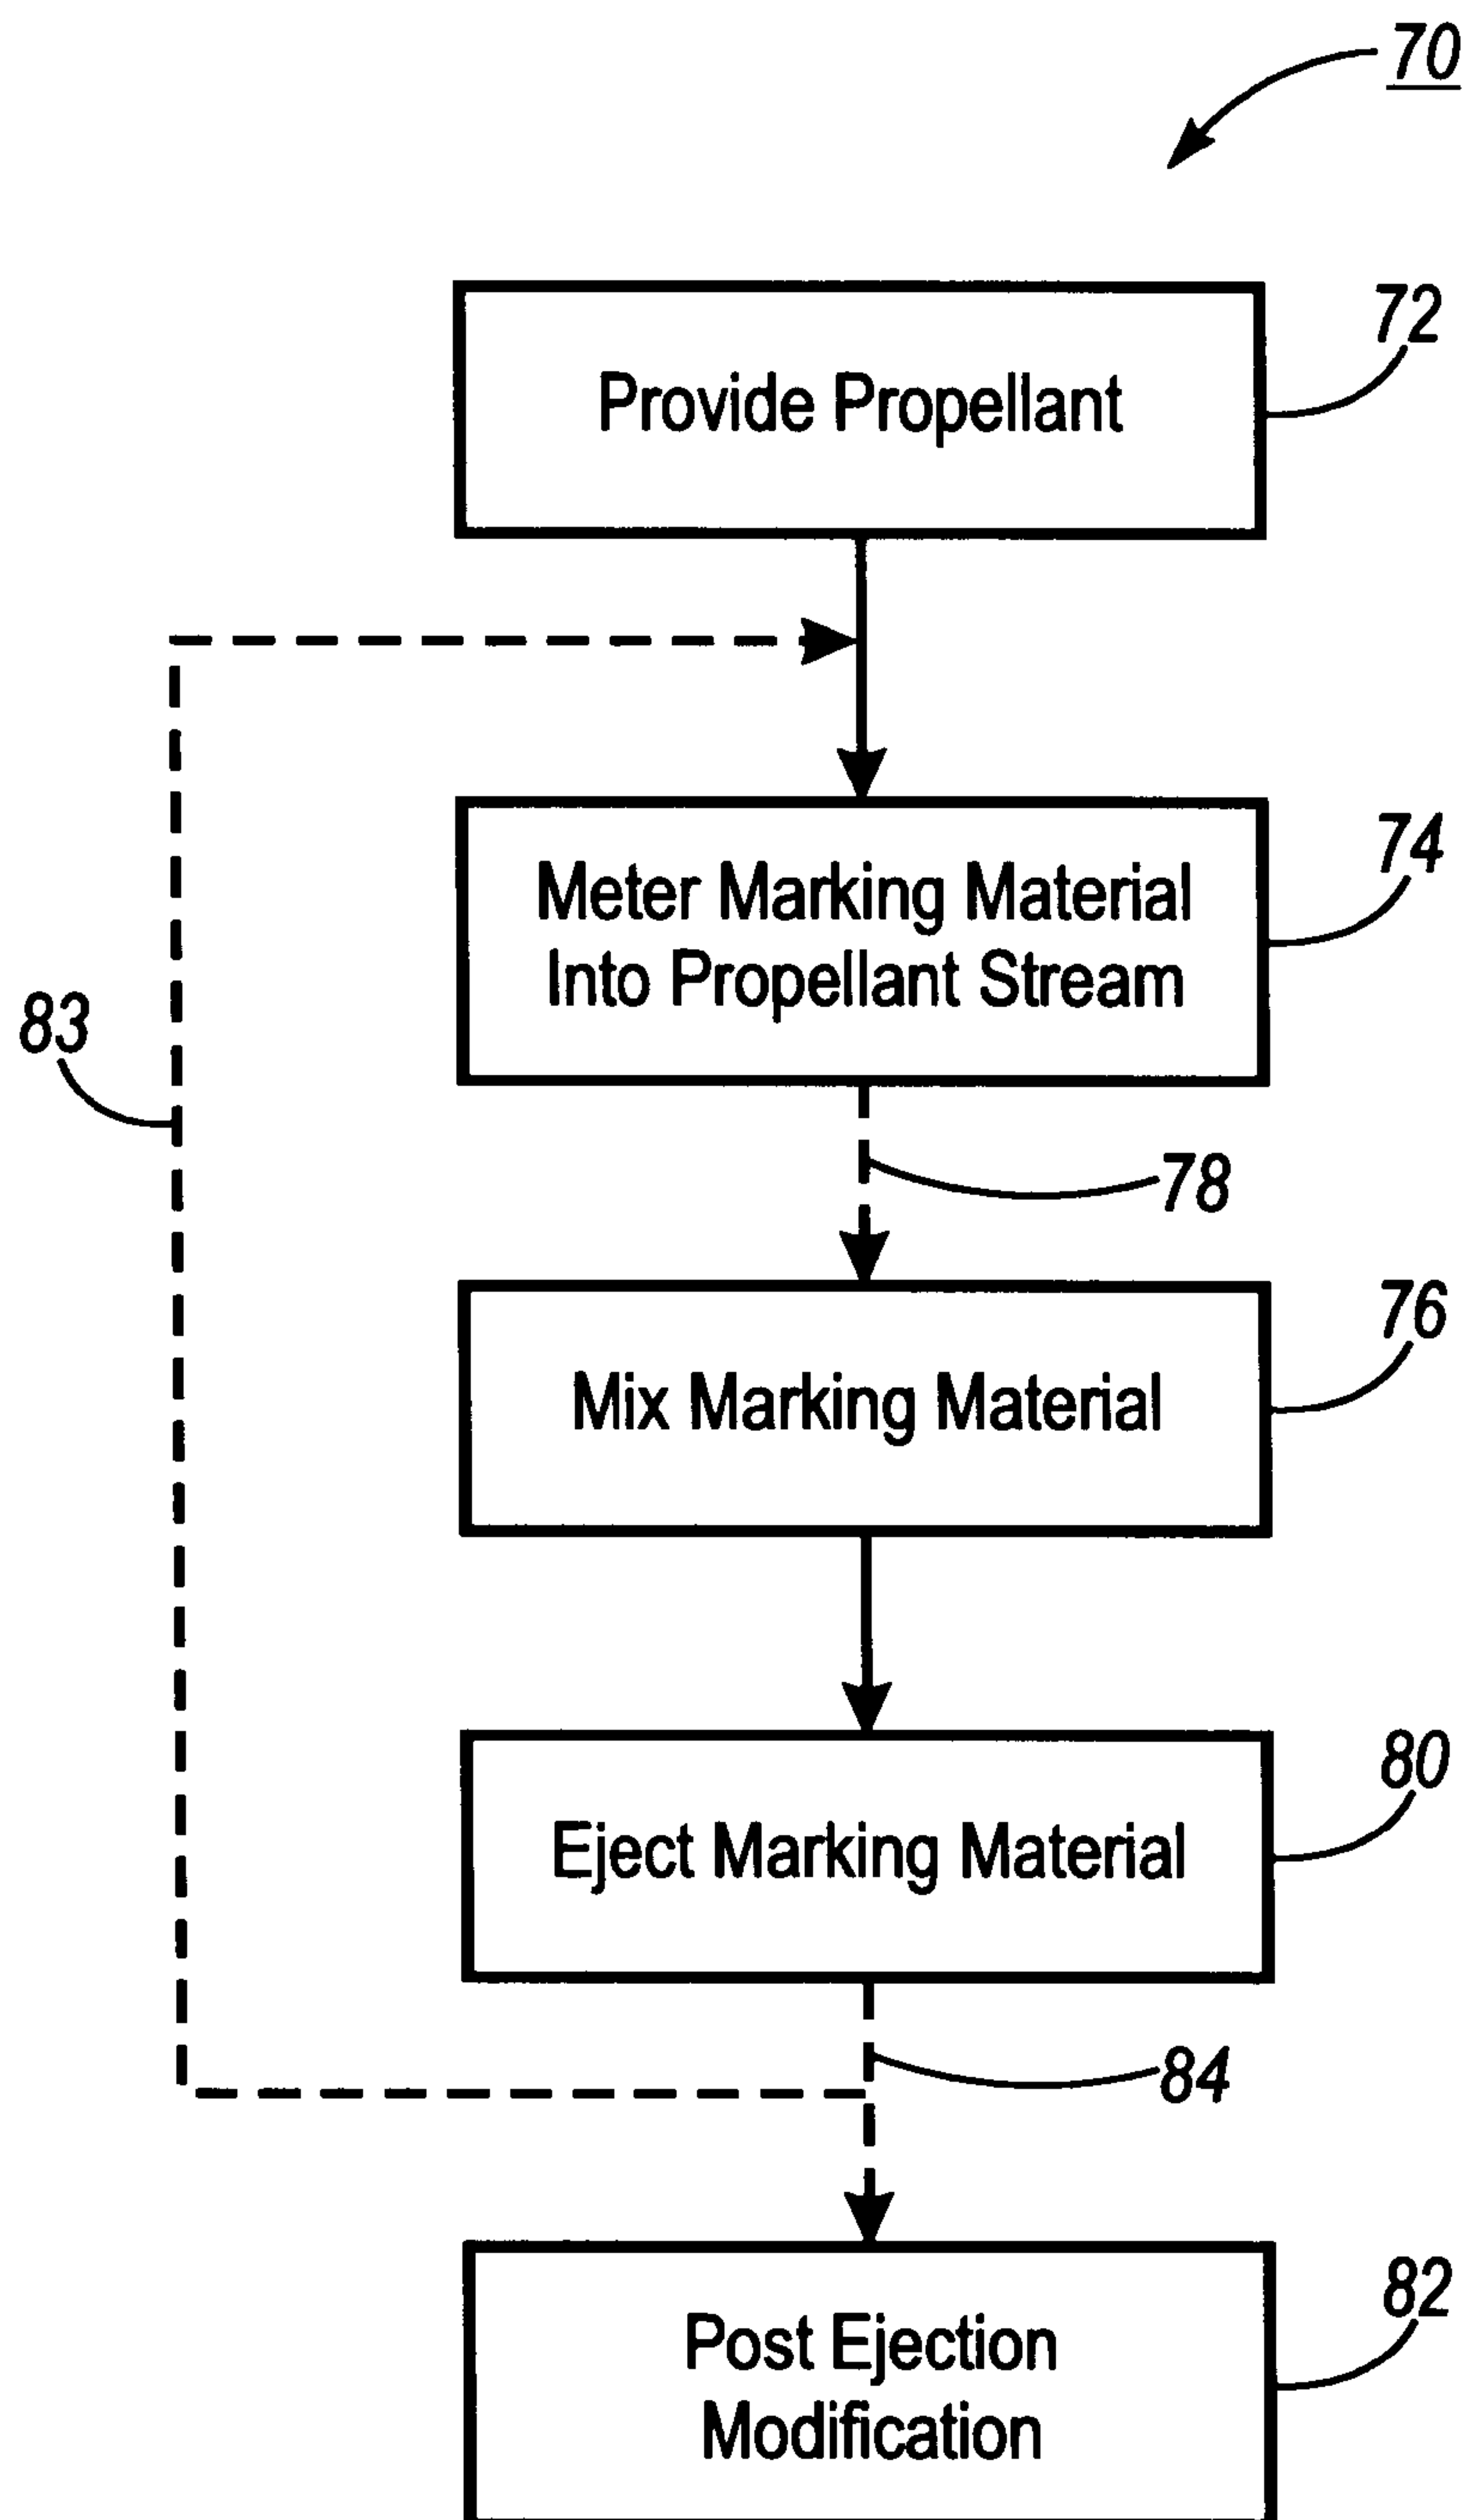 70
Provide Propellant
72
Meter Marking Material
Into Propellant Stream
74
83
78
Mix Marking Material
76
Eject Marking Material
80
84
Post Ejection
Modification
82